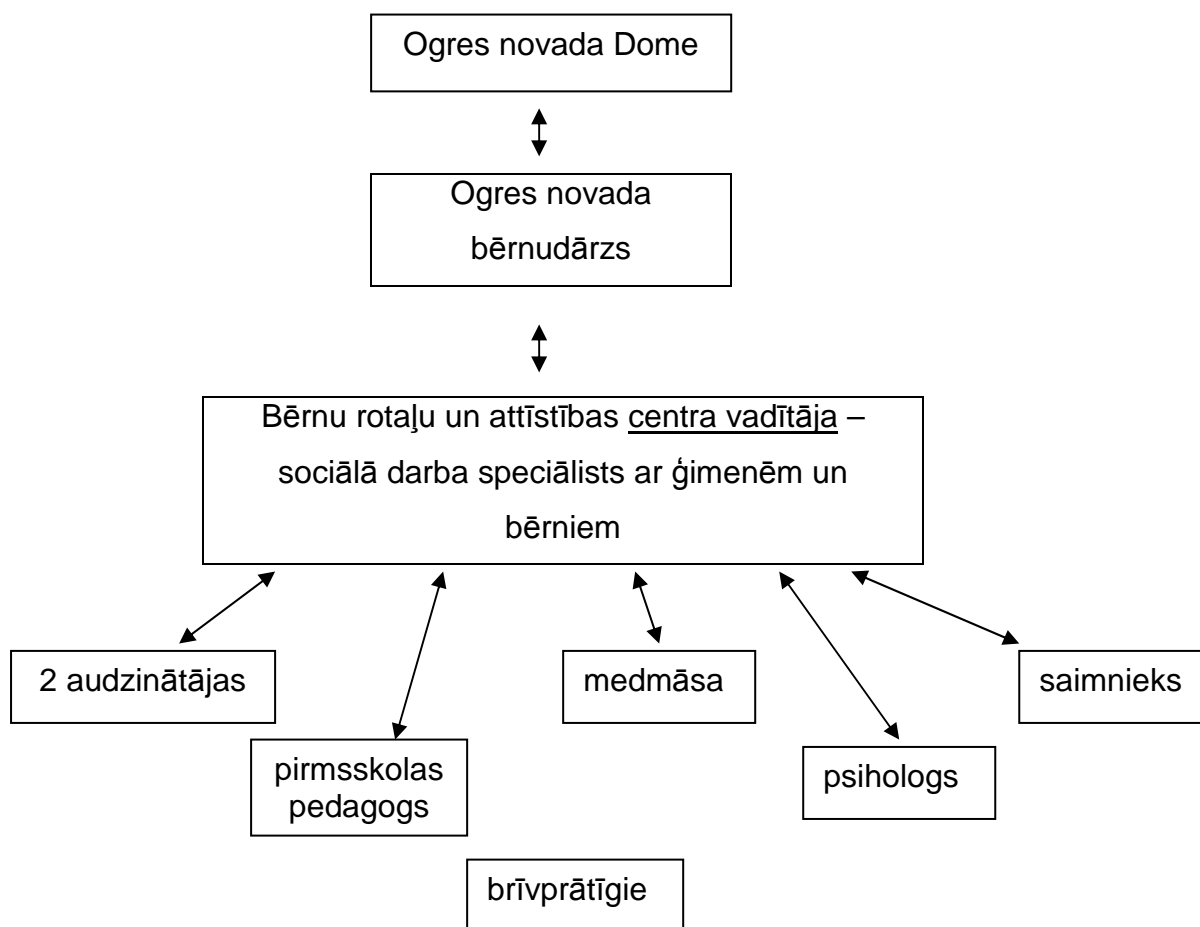 Ogres novada Dome
Ogres novada
bērnudārzs
Bērnu rotaļu un attīstības centra vadītāja –
sociālā darba speciālists ar ģimenēm un
bērniem
2 audzinātājas
medmāsa
saimnieks
pirmsskolas
pedagogs
psihologs
brīvprātīgie